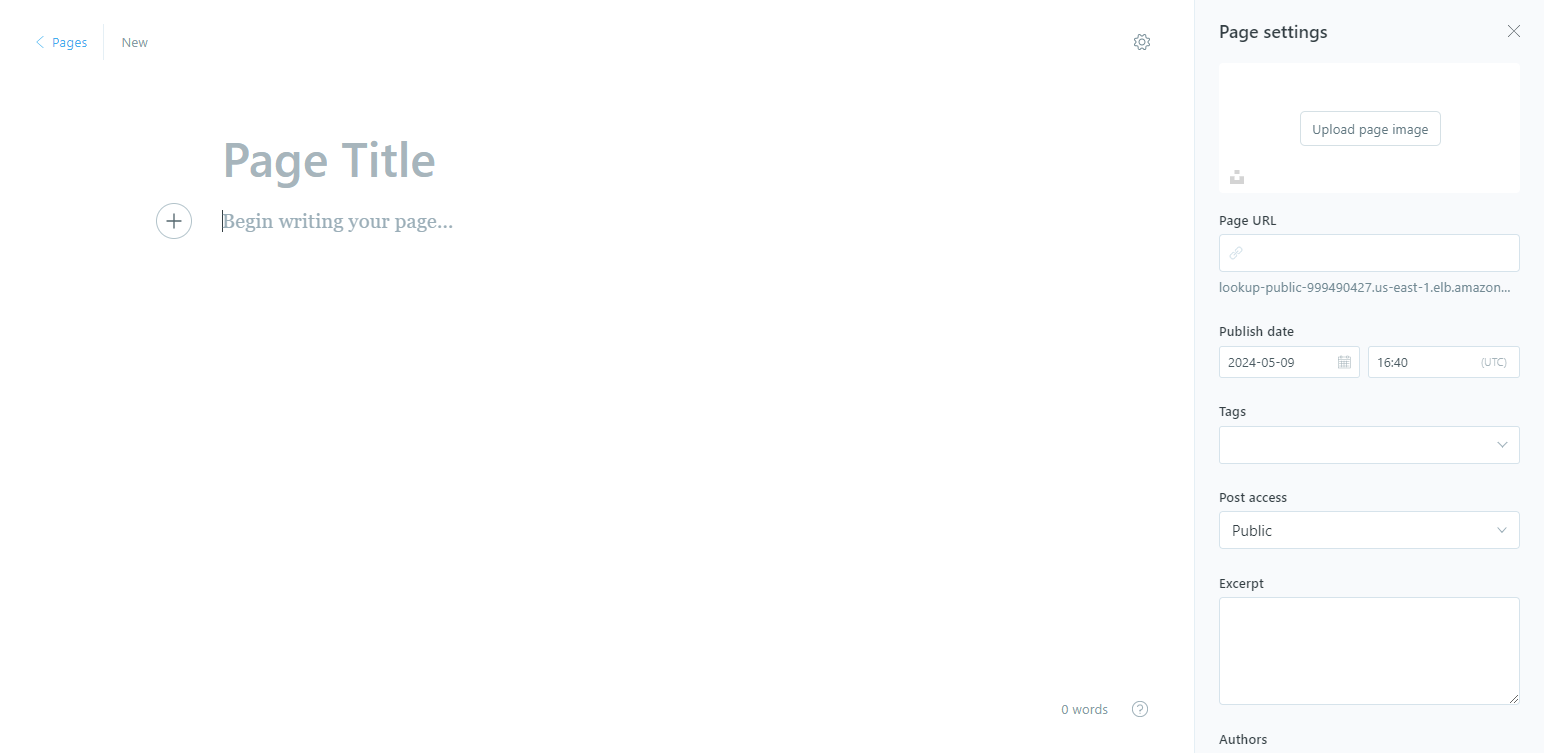 Pages
New
Page Title
Begin writing your page...
0 words
Page settings
Upload page image
Page URL
lookup-public-999490427.us-east-1.elb.amazon...
Publish date
2024-05-09
16:40
(UTC)
Tags
Post access
Public
Excerpt
Authors